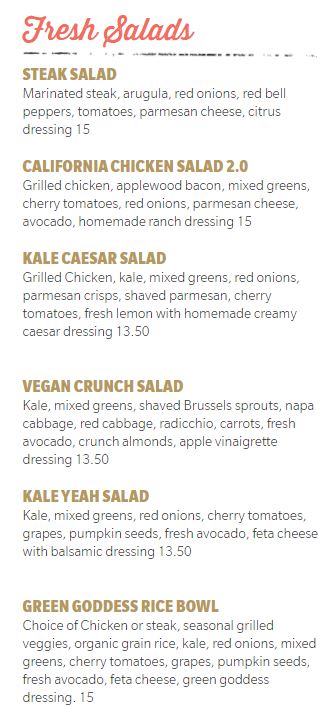 Fresh Salads
STEAK SALAD
Marinated steak, arugula, red onions, red bell
peppers, tomatoes, parmesan cheese, citrus
dressing 15
CALIFORNIA CHICKEN SALAD 2.0
Grilled chicken, applewood bacon, mixed greens,
cherry tomatoes, red onions, parmesan cheese,
avocado, homemade ranch dressing 15
KALE CAESAR SALAD
Grilled Chicken, kale, mixed greens, red onions,
parmesan crisps, shaved parmesan, cherry
tomatoes, fresh lemon with homemade creamy
caesar dressing 13.50
VEGAN CRUNCH SALAD
Kale, mixed greens, shaved Brussels sprouts, napa
cabbage, red cabbage, radicchio, carrots, fresh
avocado, crunch almonds, apple vinaigrette
dressing 13.50
KALE YEAH SALAD
Kale, mixed greens, red onions, cherry tomatoes,
grapes, pumpkin seeds, fresh avocado, feta cheese
with balsamic dressing 13.50
GREEN GODDESS RICE BOWL
Choice of Chicken or steak, seasonal grilled
veggies, organic grain rice, kale, red onions, mixed
greens, cherry tomatoes, grapes, pumpkin seeds,
fresh avocado, feta cheese, green goddess
dressing. 15